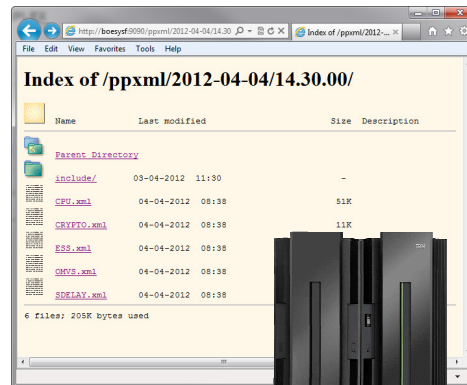 http://boesysf:9090/ppxml/2012-04-04/14.30
Index of /ppxml/2012-...
File Edit View Favorites Tools Help
Index of /ppxml/2012-04-04/14.30.00/
Name Last modified Size Description
Parent Directory
include/ 03-04-2012 11:30 -
CPU.xml 04-04-2012 08:38 51K
CRYPTO.xml 04-04-2012 08:38 11K
ESS.xml 04-04-2012 08:38
OMVS.xml 04-04-2012 08:38
SDELAY.xml 04-04-2012 08:38
6 files; 205K bytes used
IBM